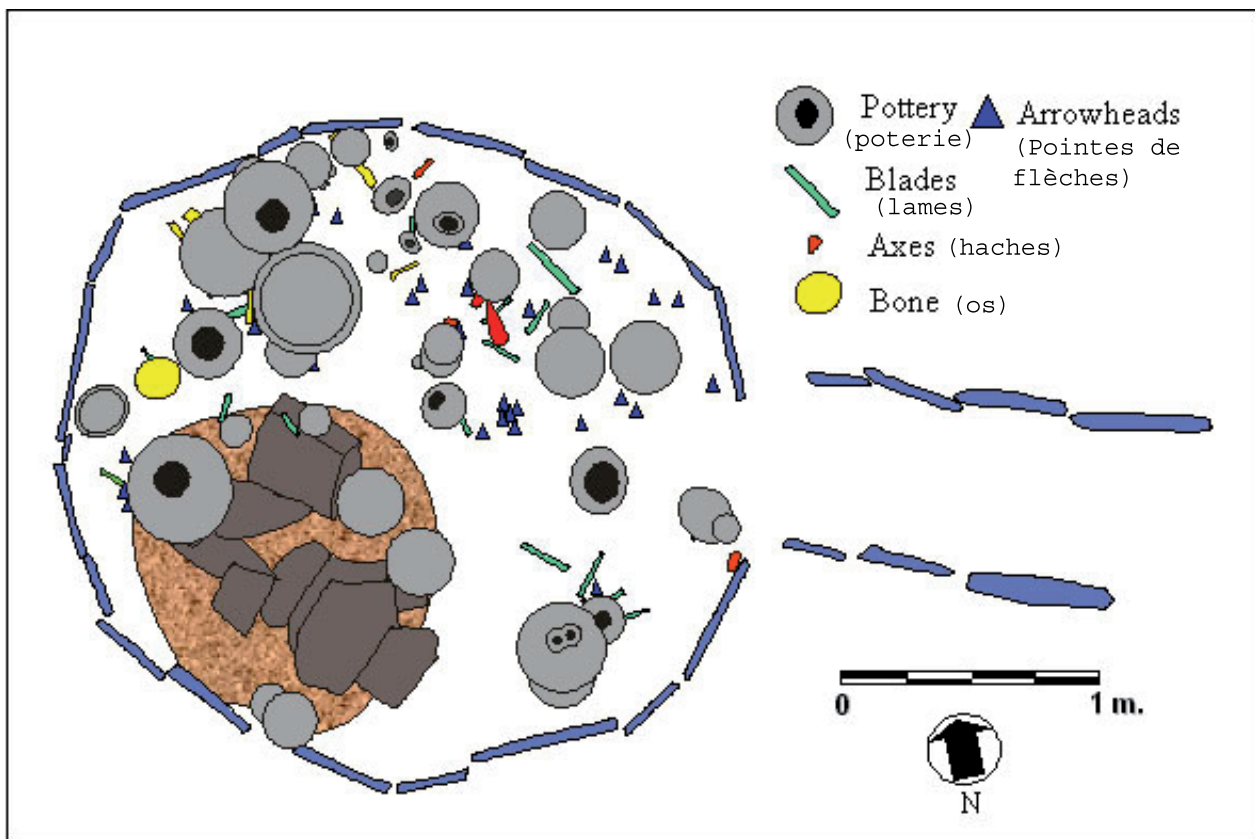 Pottery
(poterie)
Arrowheads
(Pointes de
flèches)
Blades
(lames)
Axes (haches)
Bone (os)
0 1 m.
N